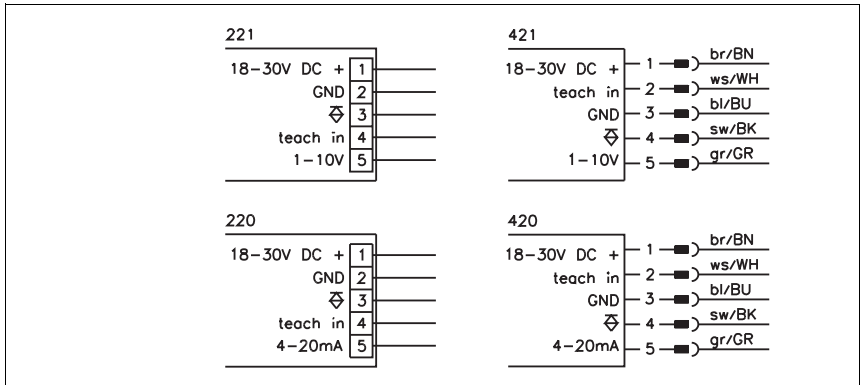 221
18-30V DC + 1
GND 2
3
teach in 4
1-10V 5
421
18-30V DC + 1 br/BN
teach in 2 ws/WH
GND 3 bl/BU
4 sw/BK
1-10V 5 gr/GR
220
18-30V DC + 1
GND 2
3
teach in 4
4-20mA 5
420
18-30V DC + 1 br/BN
teach in 2 ws/WH
GND 3 bl/BU
4 sw/BK
4-20mA 5 gr/GR